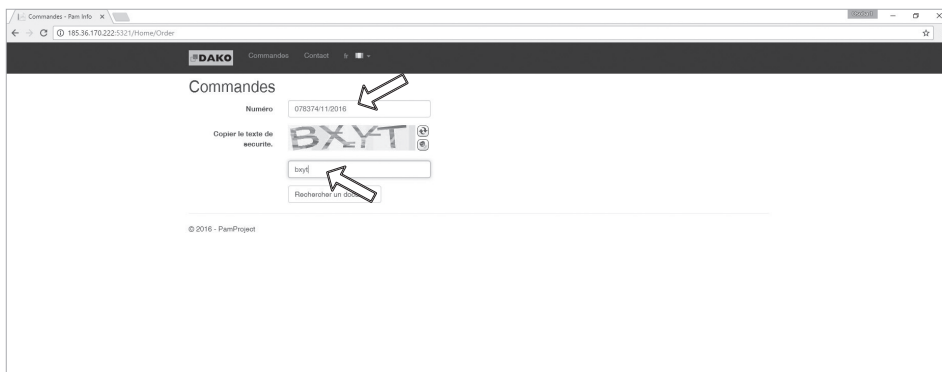 Commandes - Pam Info
185.36.170.222:5321/Home/Order
DAKO Commandes Contact fr
Commandes
Numéro 078374/11/2016
Copier le texte de
securite.
BXYT
bxyt
Rechercher un doc
© 2016 - PamProject